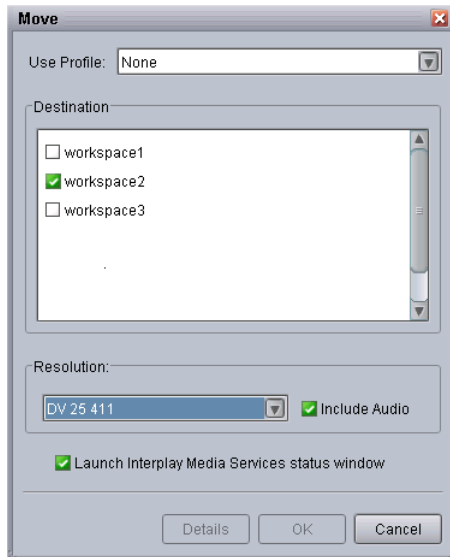 Move
Use Profile: None
Destination
workspace1
workspace2
workspace3
Resolution:
DV 25 411 Include Audio
Launch Interplay Media Services status window
Details OK Cancel